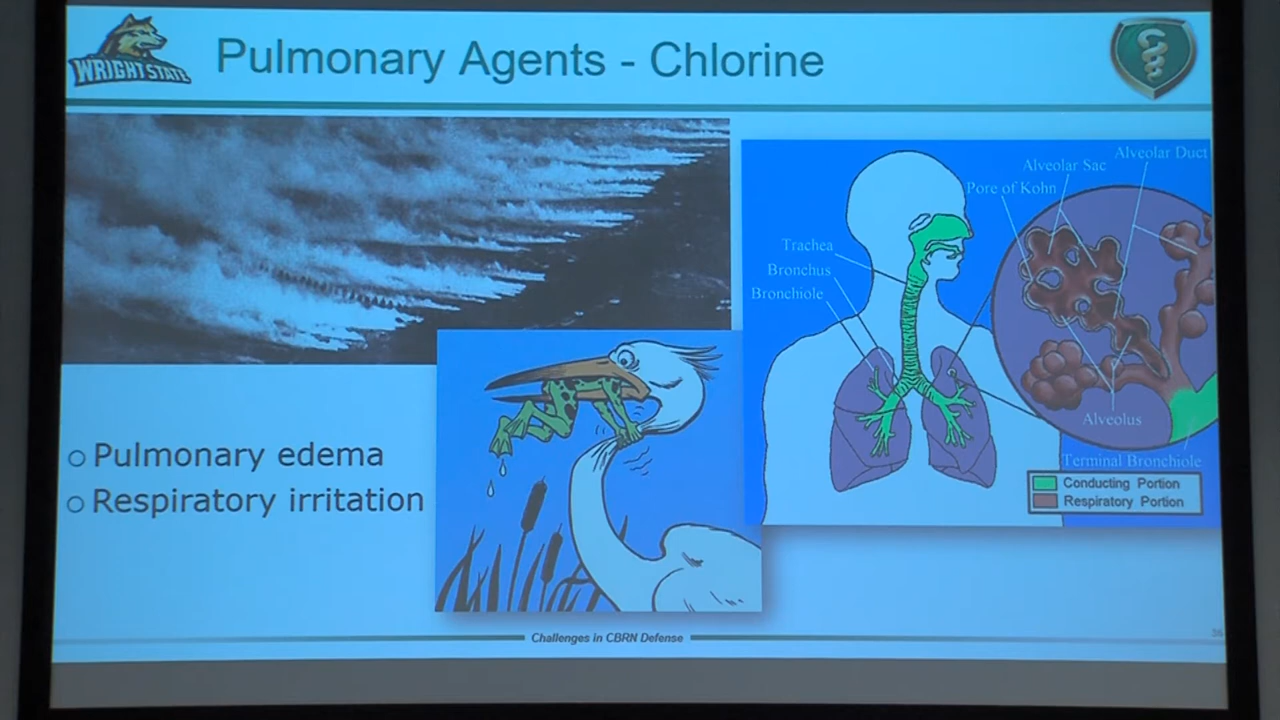 WRIGHT STATE
Pulmonary Agents - Chlorine
Alveolar Duct
Alveolar Sac
Pore of Kohn
Trachea
Bronchus
Bronchiole
Alveolus
Terminal Bronchiole
Conducting Portion
Respiratory Portion
○ Pulmonary edema
○ Respiratory irritation
Challenges in CBRN Defense